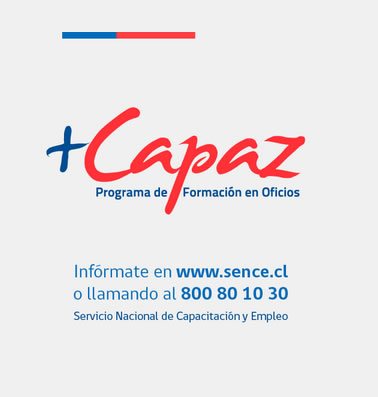 +Capaz
Programa de Formación en Oficios
Infórmate en www.sence.cl
o llamando al 800 80 10 30
Servicio Nacional de Capacitación y Empleo